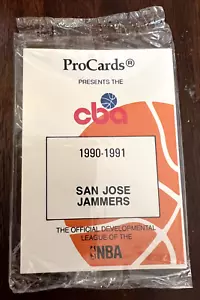 ProCards®
PRESENTS THE
cba
1990-1991
SAN JOSE
JAMMERS
THE OFFICIAL DEVELOPMENTAL
LEAGUE OF THE
NBA